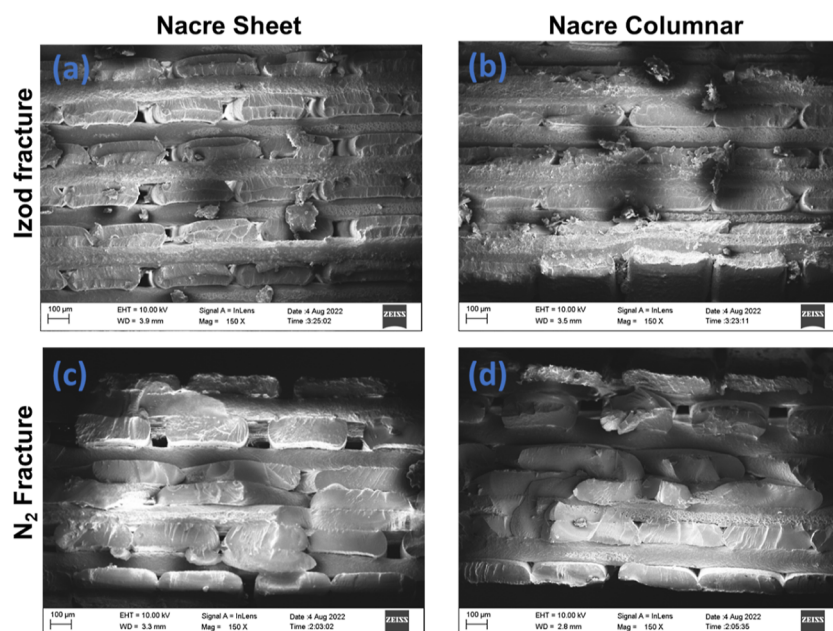 Nacre Sheet
Nacre Columnar
Izod fracture
(a)
(b)
100 µm
EHT = 10.00 kV
WD = 3.9 mm
Signal A = InLens
Mag = 150 X
Date :4 Aug 2022
Time :3:25:02
ZEISS
100 µm
EHT = 10.00 kV
WD = 3.5 mm
Signal A = InLens
Mag = 150 X
Date :4 Aug 2022
Time :3:23:11
ZEISS
N₂ Fracture
(c)
(d)
100 µm
EHT = 10.00 kV
WD = 3.3 mm
Signal A = InLens
Mag = 150 X
Date :4 Aug 2022
Time :2:03:02
ZEISS
100 µm
EHT = 10.00 kV
WD = 2.8 mm
Signal A = InLens
Mag = 150 X
Date :4 Aug 2022
Time :2:05:35
ZEISS